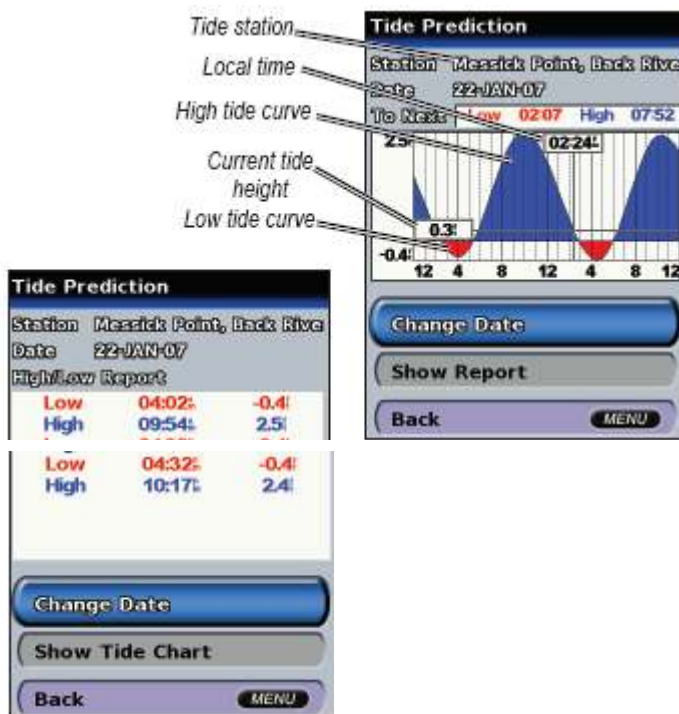 Tide station
Local time
High tide curve
Current tide
height
Low tide curve
Tide Prediction
Station Messick Point, Back Rive
Date 22-JAN-07
To Next Low 02:07 High 07:52
2.5
02:24
0.3
-0.4
12 4 8 12 4 8 12
Change Date
Show Report
Back MENU
Tide Prediction
Station Messick Point, Back Rive
Date 22-JAN-07
High/Low Report
Low 04:02 -0.4
High 09:54 2.5
Low 04:32 -0.4
High 10:17 2.4
Change Date
Show Tide Chart
Back MENU